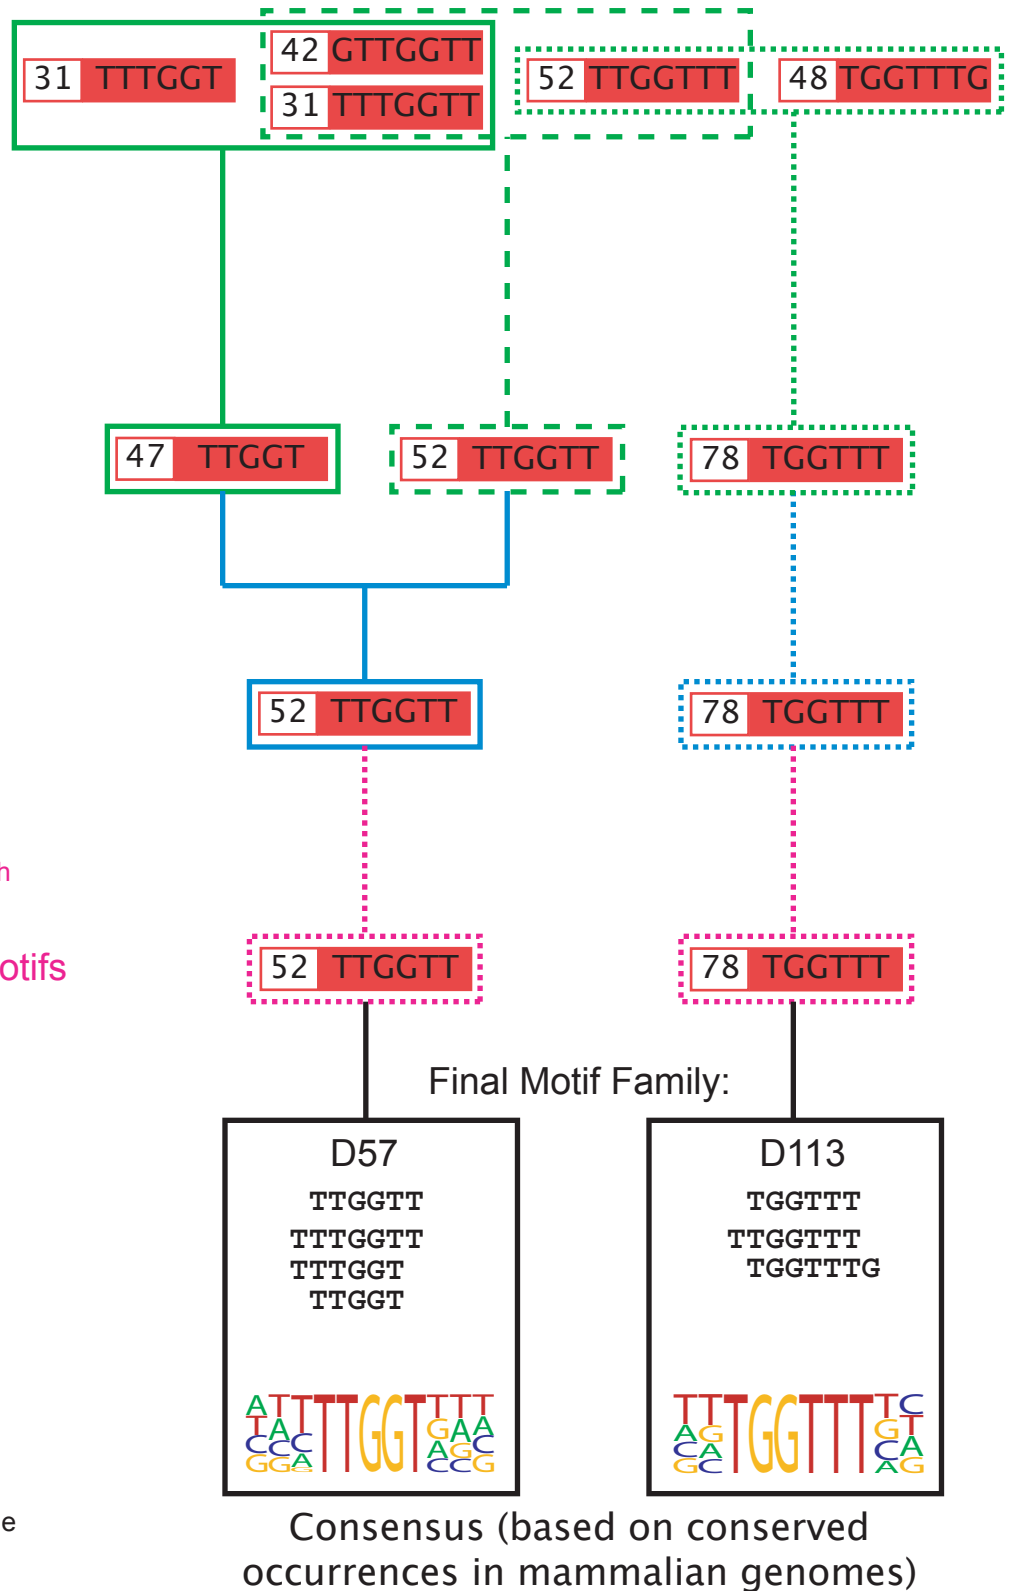 42 GTTGGTT
31 TTTGGT
52 TTGGTTT
48 TGGTTTG
31 TTTGGTT
47 TTGGT
52 TTGGTT
78 TGGTTT
52 TTGGTT
78 TGGTTT
h
otifs
52 TTGGTT
78 TGGTTT
Final Motif Family:
D57
TTGGTT
TTTGGTT
TTTGGT
TTGGT
D113
TGGTTT
TTGGTTT
TGGTTTG
ATTTTGGTTTT
TTTGGTTTTC
e
Consensus (based on conserved
occurrences in mammalian genomes)